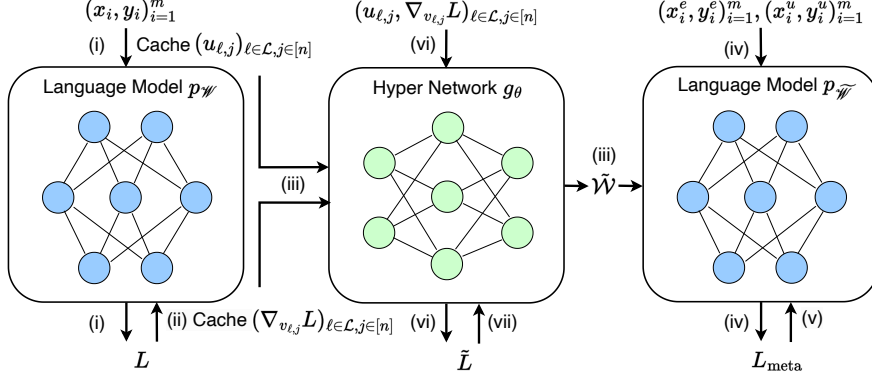 (x_i, y_i)_{i=1}^m
(i)
Cache (u_{ℓ,j})_{ℓ∈ℒ,j∈[n]}
Language Model p_𝒲
(i)
(ii) Cache (∇_{v_{ℓ,j}} L)_{ℓ∈ℒ,j∈[n]}
L
(iii)
(u_{ℓ,j}, ∇_{v_{ℓ,j}} L)_{ℓ∈ℒ,j∈[n]}
(vi)
Hyper Network g_θ
(vi)
(vii)
L̃
(iii)
𝒲̃
(x_i^e, y_i^e)_{i=1}^m, (x_i^u, y_i^u)_{i=1}^m
(iv)
Language Model p_𝒲̃
(iv)
(v)
L_meta